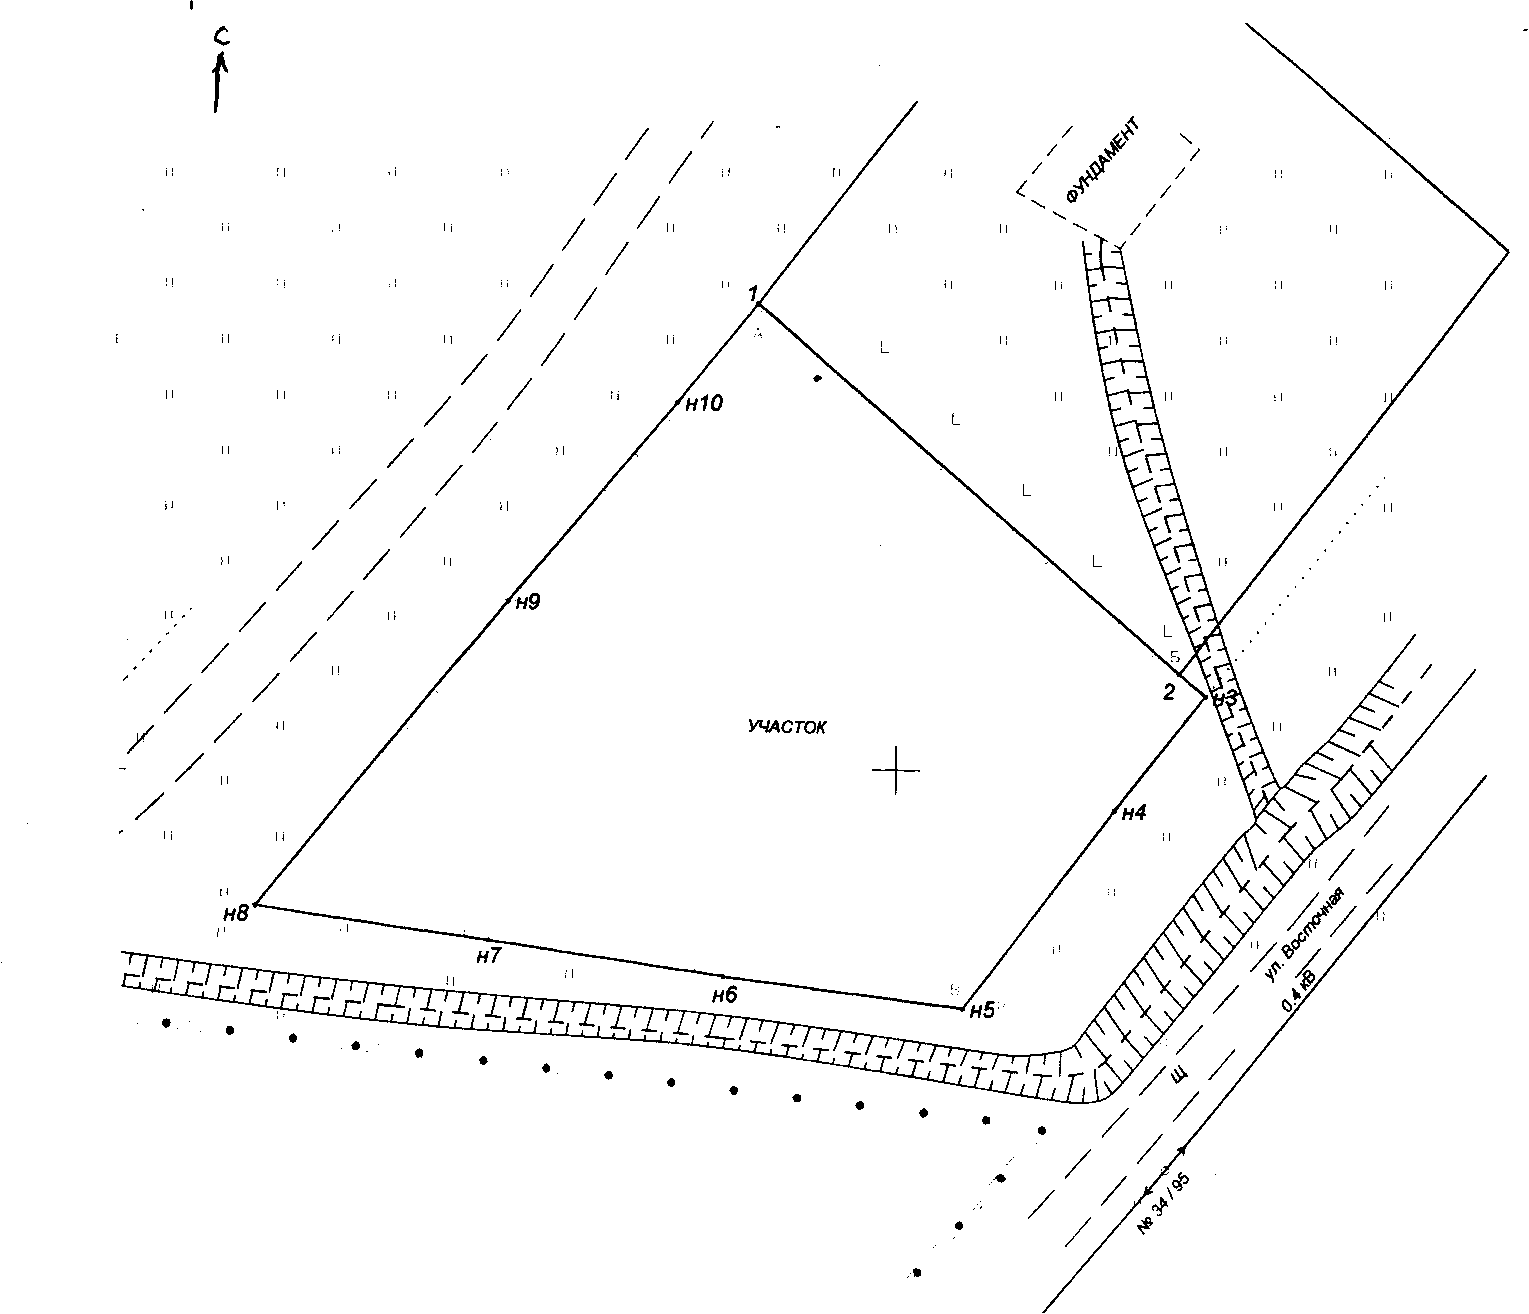 С
ФУНДАМЕНТ
1
А
н10
н9
Б
2
н3
УЧАСТОК
н4
н8
н7
н6
н5
ул. Восточная
0.4 кВ
Щ
№ 34 / 95